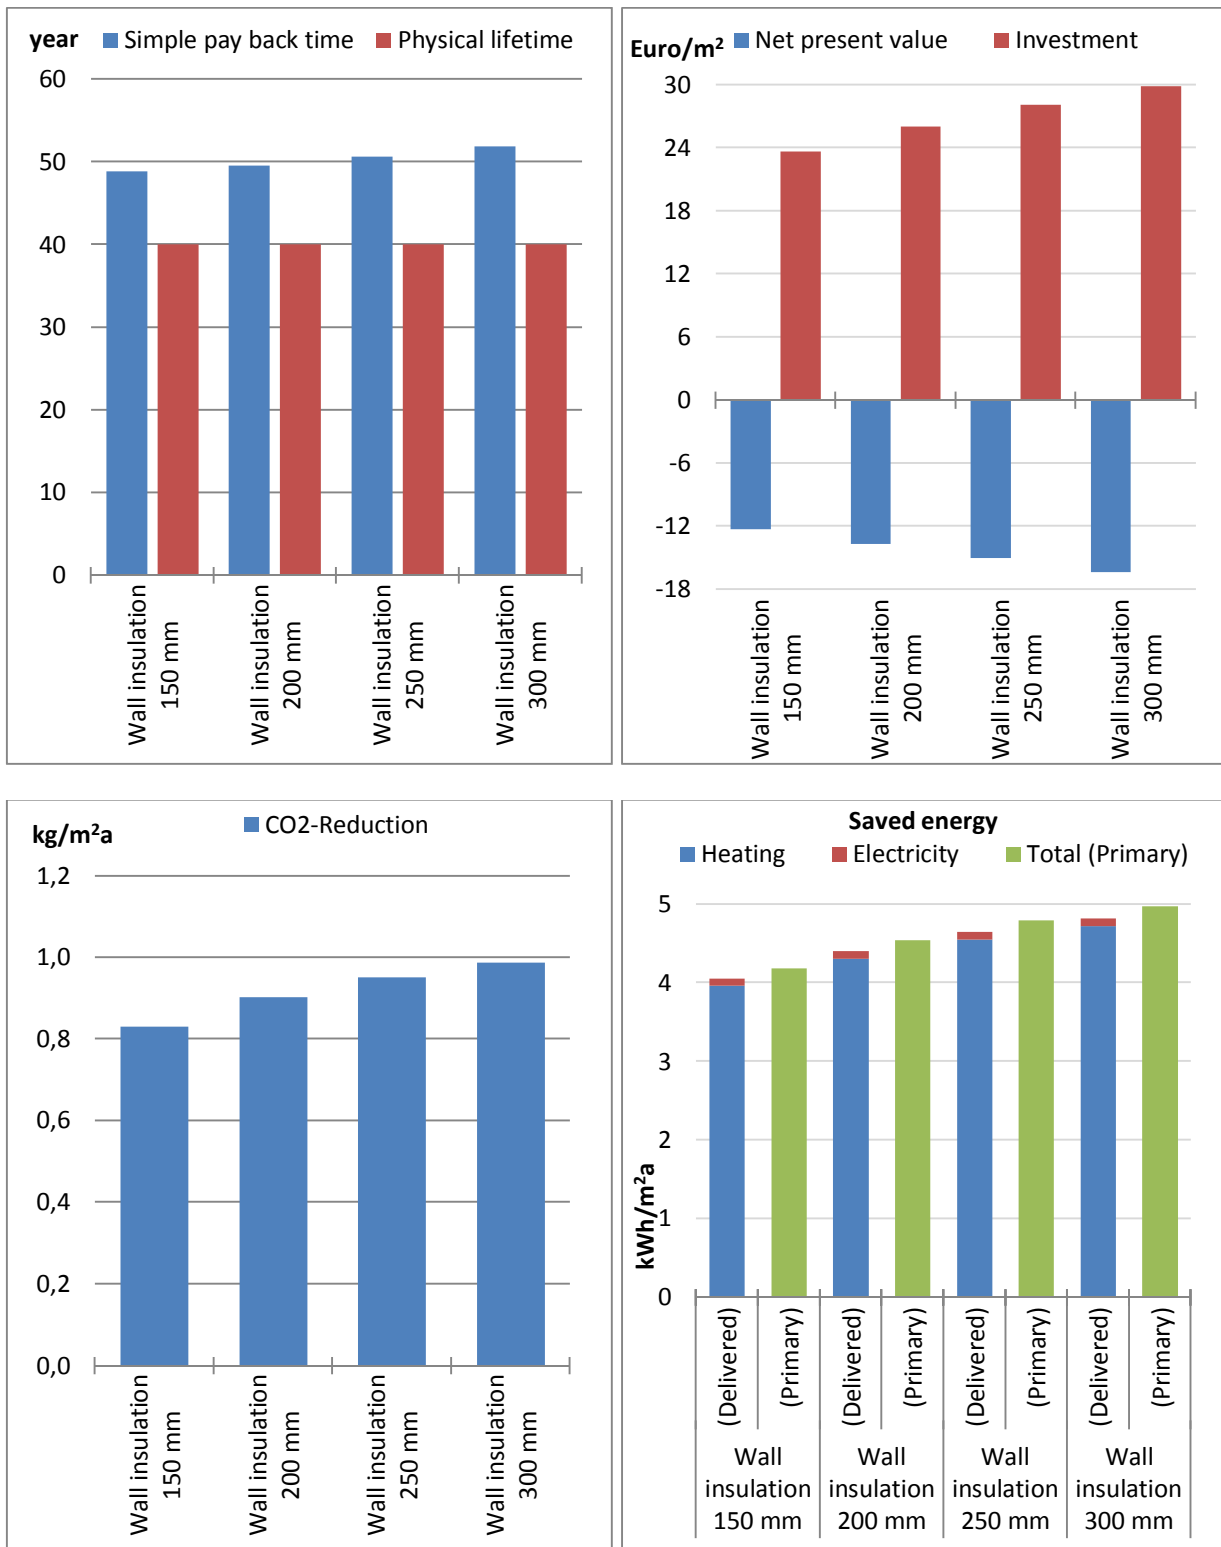 year
Simple pay back time
Physical lifetime
60
50
40
30
20
10
0
Wall insulation
150 mm
Wall insulation
200 mm
Wall insulation
250 mm
Wall insulation
300 mm
Euro/m²
Net present value
Investment
30
24
18
12
6
0
-6
-12
-18
Wall insulation
150 mm
Wall insulation
200 mm
Wall insulation
250 mm
Wall insulation
300 mm
kg/m²a
CO2-Reduction
1,2
1,0
0,8
0,6
0,4
0,2
0,0
Wall insulation
150 mm
Wall insulation
200 mm
Wall insulation
250 mm
Wall insulation
300 mm
Saved energy
Heating
Electricity
Total (Primary)
kWh/m²a
5
4
3
2
1
0
(Delivered)
(Primary)
(Delivered)
(Primary)
(Delivered)
(Primary)
(Delivered)
(Primary)
Wall
insulation
150 mm
Wall
insulation
200 mm
Wall
insulation
250 mm
Wall
insulation
300 mm